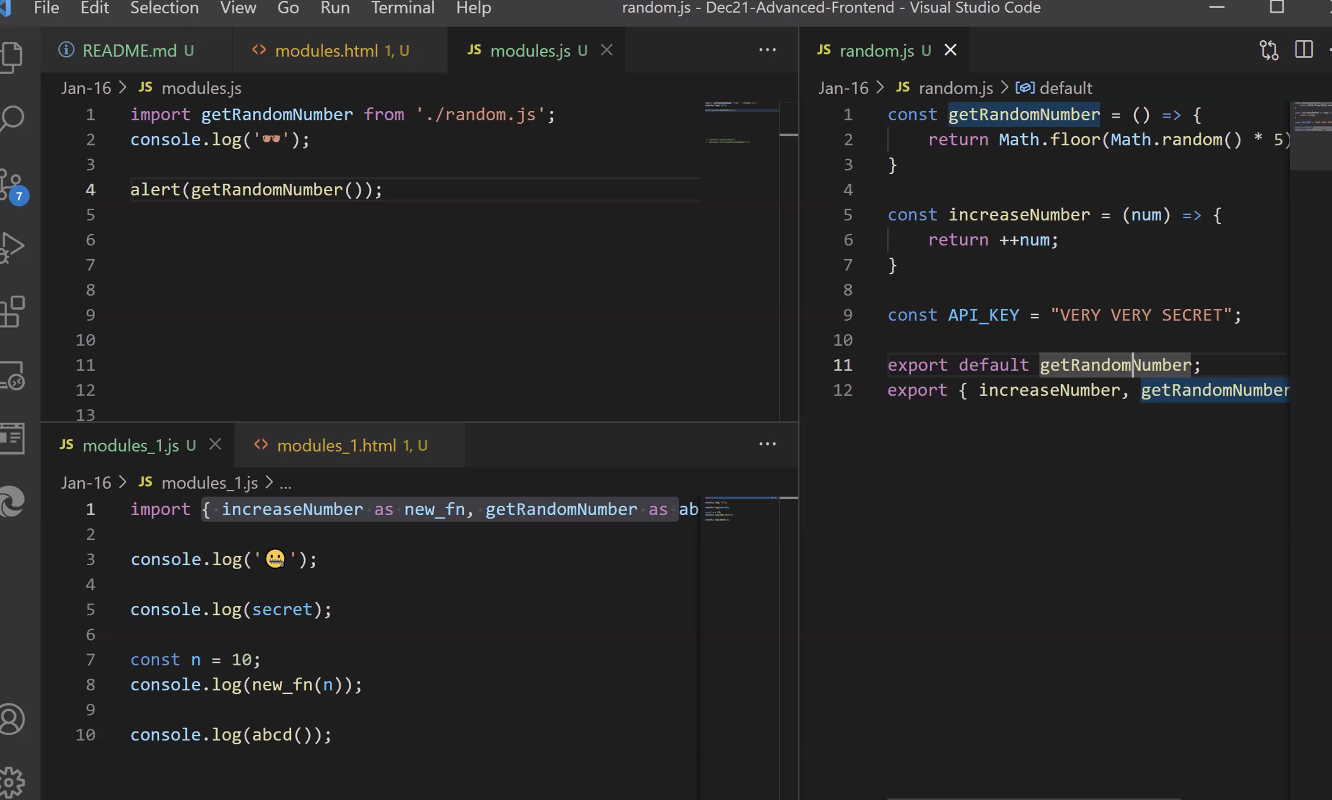 File Edit Selection View Go Run Terminal Help random.js - Dec21-Advanced-Frontend - Visual Studio Code
README.md U modules.html 1, U JS modules.js U
Jan-16 > JS modules.js
1 import getRandomNumber from './random.js';
2 console.log('🕶️');
3
4 alert(getRandomNumber());
5
6
7
8
9
10
11
12
13
JS modules_1.js U modules_1.html 1, U
Jan-16 > JS modules_1.js > ...
1 import { increaseNumber as new_fn, getRandomNumber as ab
2
3 console.log('🤐');
4
5 console.log(secret);
6
7 const n = 10;
8 console.log(new_fn(n));
9
10 console.log(abcd());
JS random.js U
Jan-16 > JS random.js > default
1 const getRandomNumber = () => {
2 return Math.floor(Math.random() * 5)
3 }
4
5 const increaseNumber = (num) => {
6 return ++num;
7 }
8
9 const API_KEY = "VERY VERY SECRET";
10
11 export default getRandomNumber;
12 export { increaseNumber, getRandomNumber
7